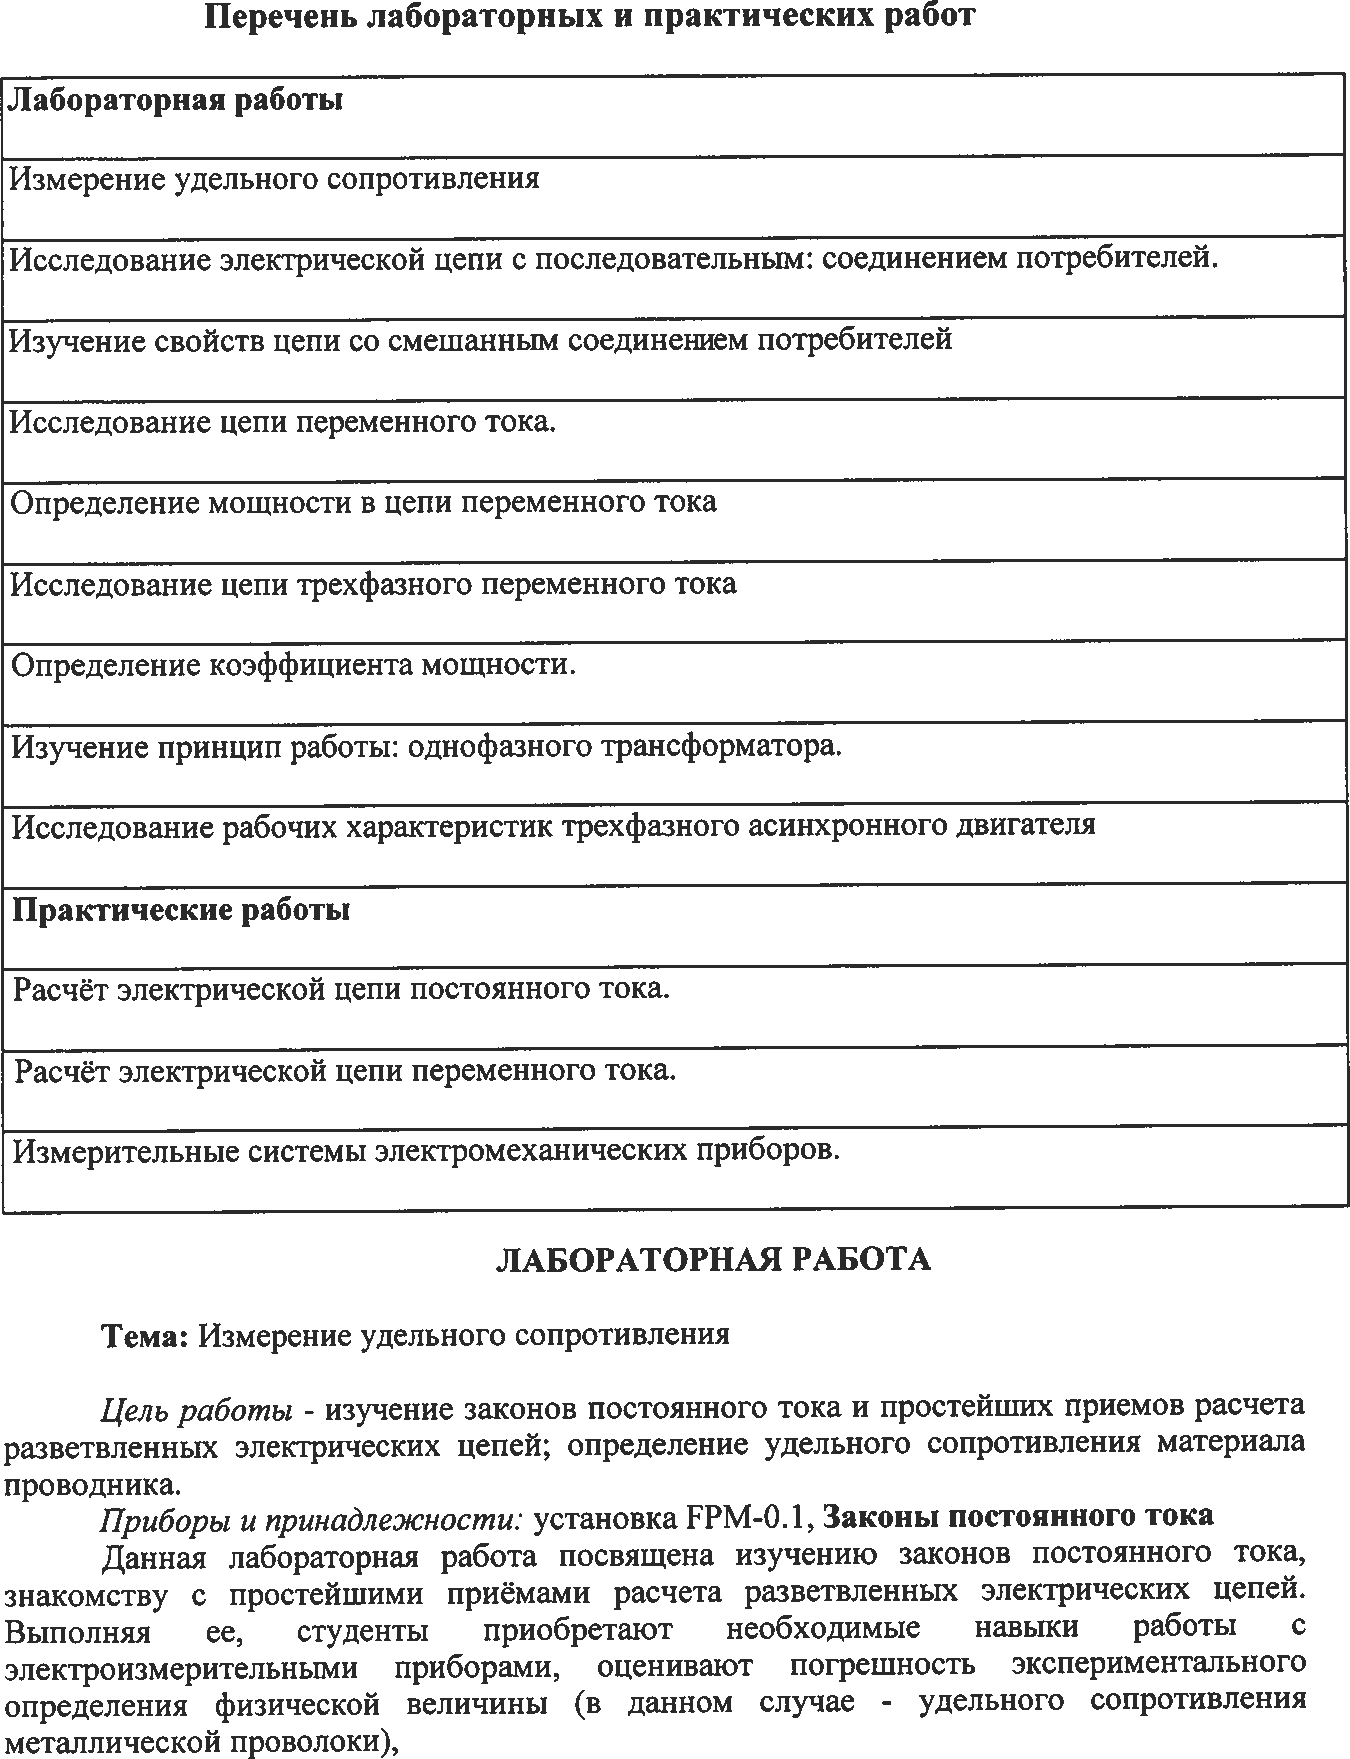 Перечень лабораторных и практических работ
Лабораторная работы
Измерение удельного сопротивления
Исследование электрической цепи с последовательным: соединением потребителей.
Изучение свойств цепи со смешанным соединением потребителей
Исследование цепи переменного тока.
Определение мощности в цепи переменного тока
Исследование цепи трехфазного переменного тока
Определение коэффициента мощности.
Изучение принцип работы: однофазного трансформатора.
Исследование рабочих характеристик трехфазного асинхронного двигателя
Практические работы
Расчёт электрической цепи постоянного тока.
Расчёт электрической цепи переменного тока.
Измерительные системы электромеханических приборов.
ЛАБОРАТОРНАЯ РАБОТА
Тема: Измерение удельного сопротивления
Цель работы - изучение законов постоянного тока и простейших приемов расчета
разветвленных электрических цепей; определение удельного сопротивления материала
проводника.
Приборы и принадлежности: установка FPM-0.1, Законы постоянного тока
Данная лабораторная работа посвящена изучению законов постоянного тока,
знакомству с простейшими приёмами расчета разветвленных электрических цепей.
Выполняя ее, студенты приобретают необходимые навыки работы с
электроизмерительными приборами, оценивают погрешность экспериментального
определения физической величины (в данном случае - удельного сопротивления
металлической проволоки),